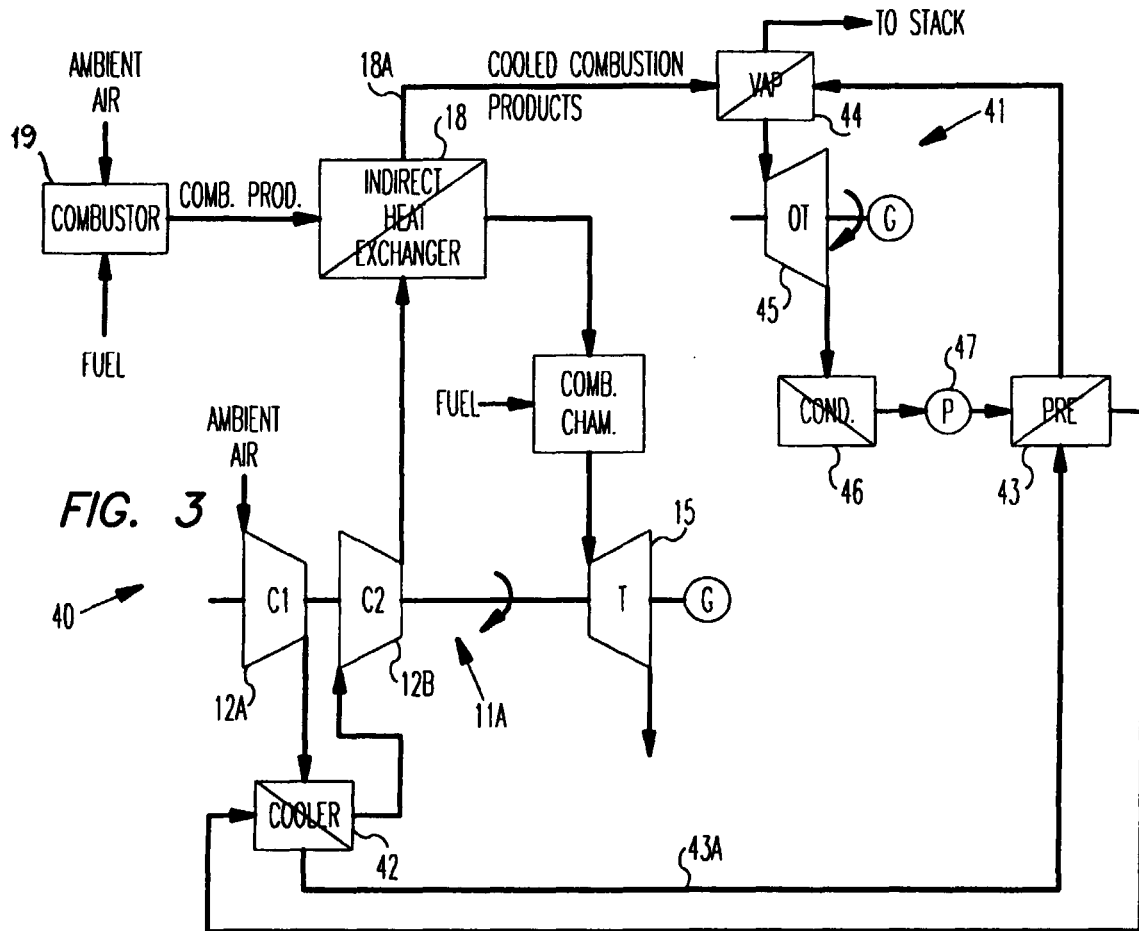 TO STACK
AMBIENT
AIR
18A
COOLED COMBUSTION
PRODUCTS
VAP
44
41
19
18
COMBUSTOR
COMB. PROD.
INDIRECT
HEAT
EXCHANGER
OT
G
45
FUEL
FUEL
COMB.
CHAM.
COND.
46
47
P
PRE
43
AMBIENT
AIR
FIG. 3
40
C1
C2
15
T
G
12A
12B
11A
COOLER
42
43A